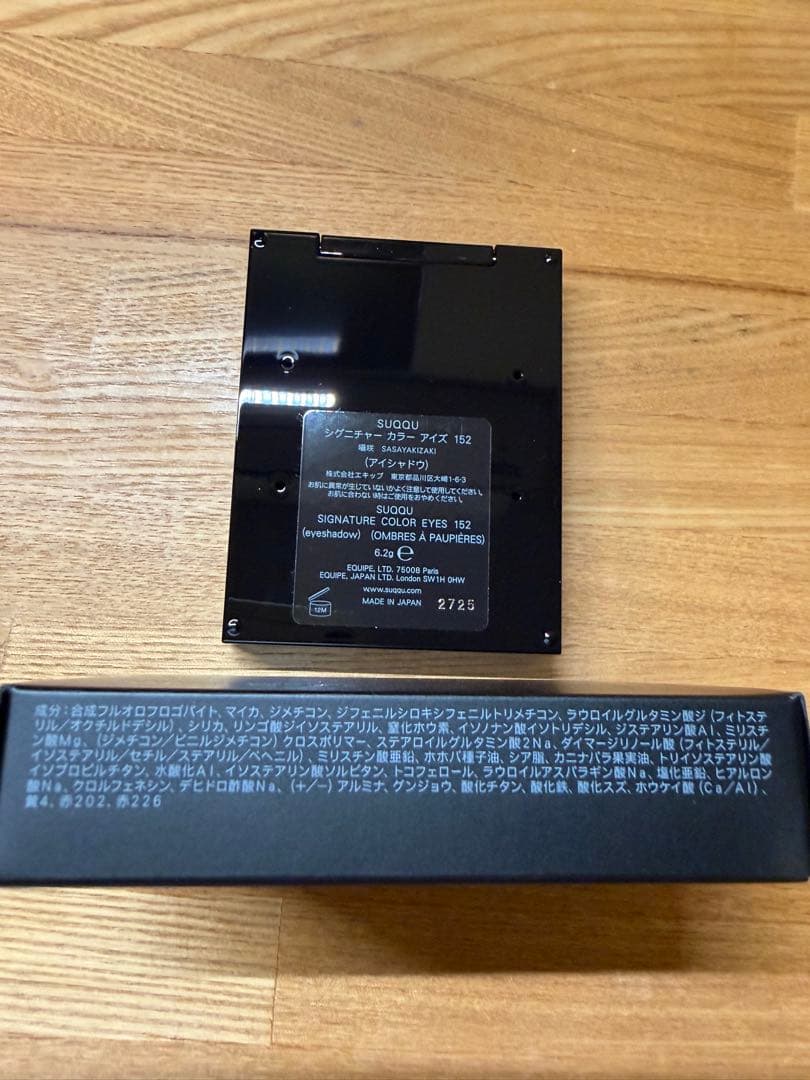 SUQQU
シグニチャー カラー アイズ 152
囁咲 SASAYAKIZAKI
(アイシャドウ)
株式会社エキップ 東京都品川区大崎1-6-3
お肌に異常が生じていないかよく注意して使用してください。
お肌に合わない時はご使用をおやめください。
SUQQU
SIGNATURE COLOR EYES 152
(eyeshadow) (OMBRES À PAUPIÈRES)
6.2g ℮
EQUIPE, LTD. 75008 Paris
EQUIPE, JAPAN LTD. London SW1H 0HW
www.suqqu.com
12M
MADE IN JAPAN 2725
成分:合成フルオロフロゴパイト、マイカ、ジメチコン、ジフェニルシロキシフェニルトリメチコン、ラウロイルグルタミン酸ジ(フィトステ
リル/オクチルドデシル)、シリカ、リンゴ酸ジイソステアリル、窒化ホウ素、イソノナン酸イソトリデシル、ジステアリン酸Al、ミリスチ
ン酸Mg、(ジメチコン/ビニルジメチコン)クロスポリマー、ステアロイルグルタミン酸2Na、ダイマージリノール酸(フィトステリル/
イソステアリル/セチル/ステアリル/ベヘニル)、ミリスチン酸亜鉛、ホホバ種子油、シア脂、カニナバラ果実油、トリイソステアリン酸
イソプロピルチタン、水酸化Al、イソステアリン酸ソルビタン、トコフェロール、ラウロイルアスパラギン酸Na、塩化亜鉛、ヒアルロン
酸Na、クロルフェネシン、デヒドロ酢酸Na、(+/−)アルミナ、グンジョウ、酸化チタン、酸化鉄、酸化スズ、ホウケイ酸(Ca/Al)、
黄4、赤202、赤226